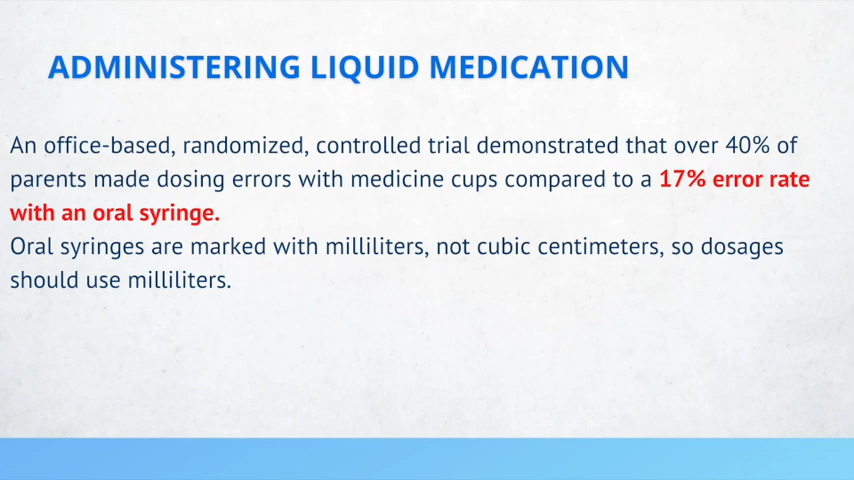 ADMINISTERING LIQUID MEDICATION
An office-based, randomized, controlled trial demonstrated that over 40% of
parents made dosing errors with medicine cups compared to a 17% error rate
with an oral syringe.
Oral syringes are marked with milliliters, not cubic centimeters, so dosages
should use milliliters.